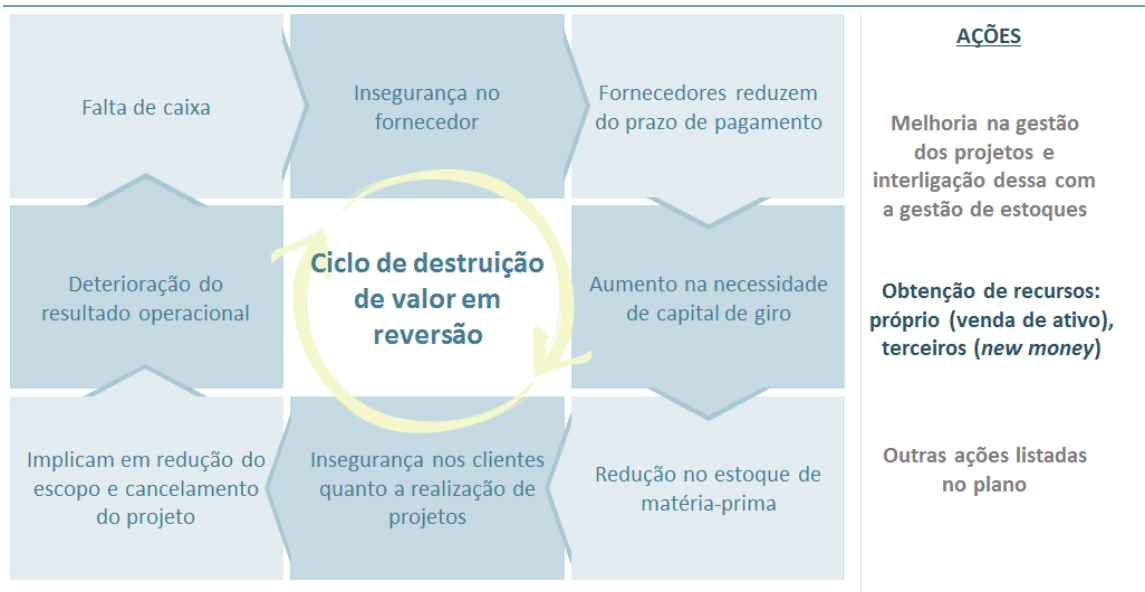 Falta de caixa
Insegurança no
fornecedor
Fornecedores reduzem
do prazo de pagamento
Deterioração do
resultado operacional
Ciclo de destruição
de valor em
reversão
Aumento na necessidade
de capital de giro
Implicam em redução do
escopo e cancelamento
do projeto
Insegurança nos clientes
quanto a realização de
projetos
Redução no estoque de
matéria-prima
AÇÕES
Melhoria na gestão
dos projetos e
interligação dessa com
a gestão de estoques
Obtenção de recursos:
próprio (venda de ativo),
terceiros (new money)
Outras ações listadas
no plano